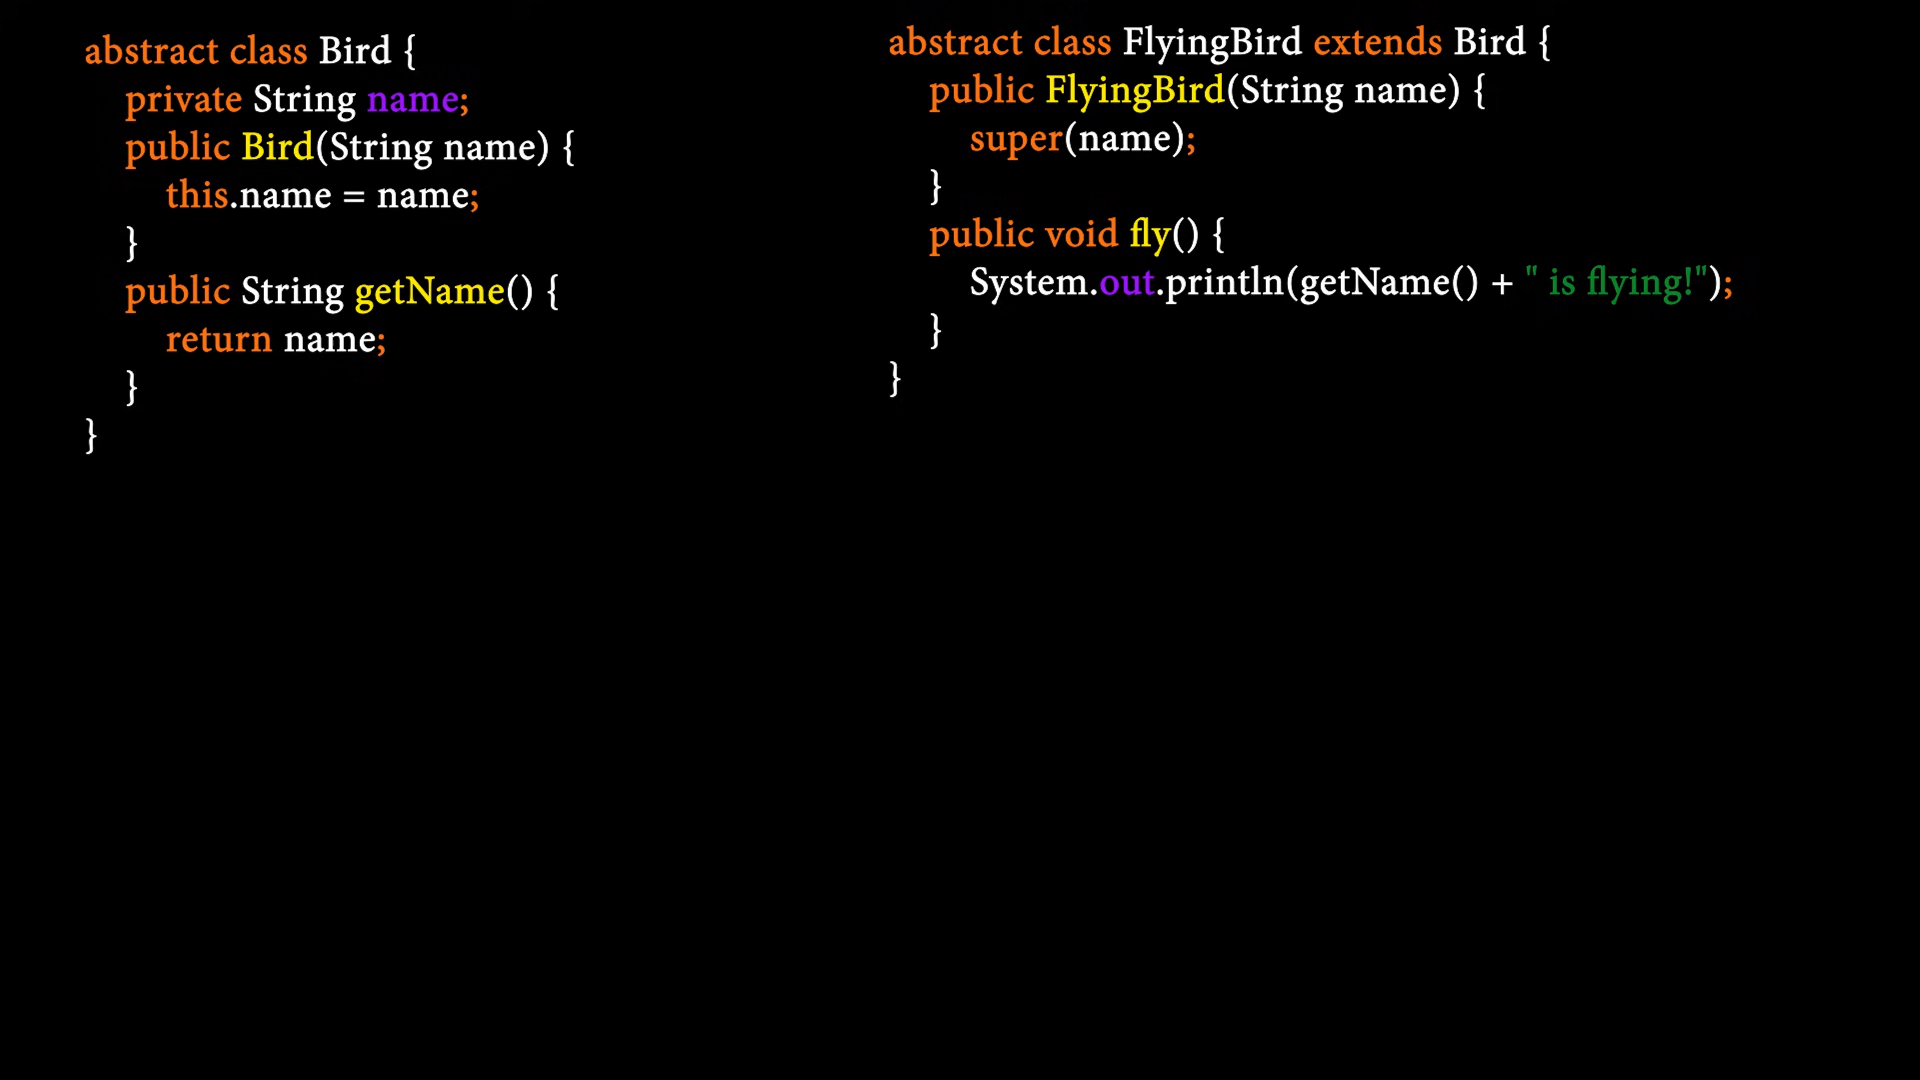 abstract class Bird {
private String name;
public Bird(String name) {
this.name = name;
}
public String getName() {
return name;
}
}
abstract class FlyingBird extends Bird {
public FlyingBird(String name) {
super(name);
}
public void fly() {
System.out.println(getName() + " is flying!");
}
}